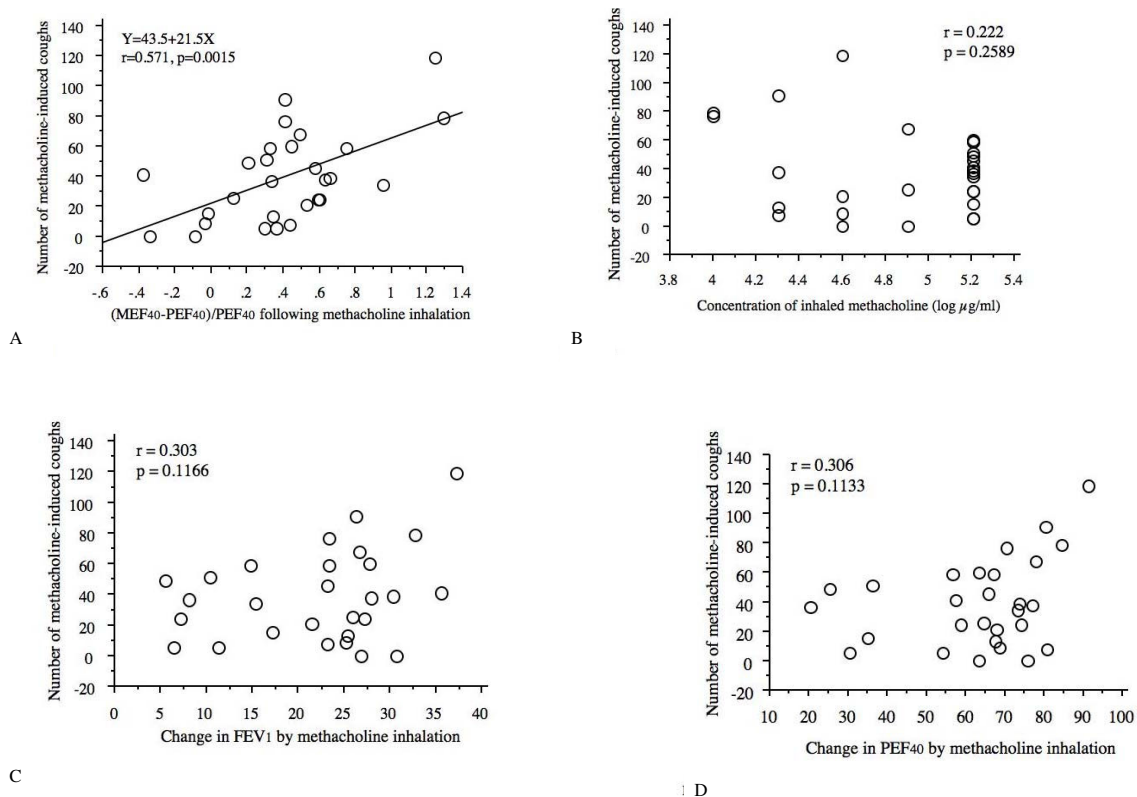 Number of methacholine-induced coughs
140
120
100
80
60
40
20
0
-20
Y=43.5+21.5X
r=0.571, p=0.0015
-.6 -.4 -.2 0 .2 .4 .6 .8 1 1.2 1.4
(MEF40-PEF40)/PEF40 following methacholine inhalation
A
Number of methacholine-induced coughs
140
120
100
80
60
40
20
0
-20
r = 0.222
p = 0.2589
3.8 4 4.2 4.4 4.6 4.8 5 5.2 5.4
Concentration of inhaled methacholine (log µg/ml)
B
Number of methacholine-induced coughs
140
120
100
80
60
40
20
0
-20
r = 0.303
p = 0.1166
0 5 10 15 20 25 30 35 40
Change in FEV1 by methacholine inhalation
C
Number of methacholine-induced coughs
140
120
100
80
60
40
20
0
-20
r = 0.306
p = 0.1133
10 20 30 40 50 60 70 80 90 100
Change in PEF40 by methacholine inhalation
D